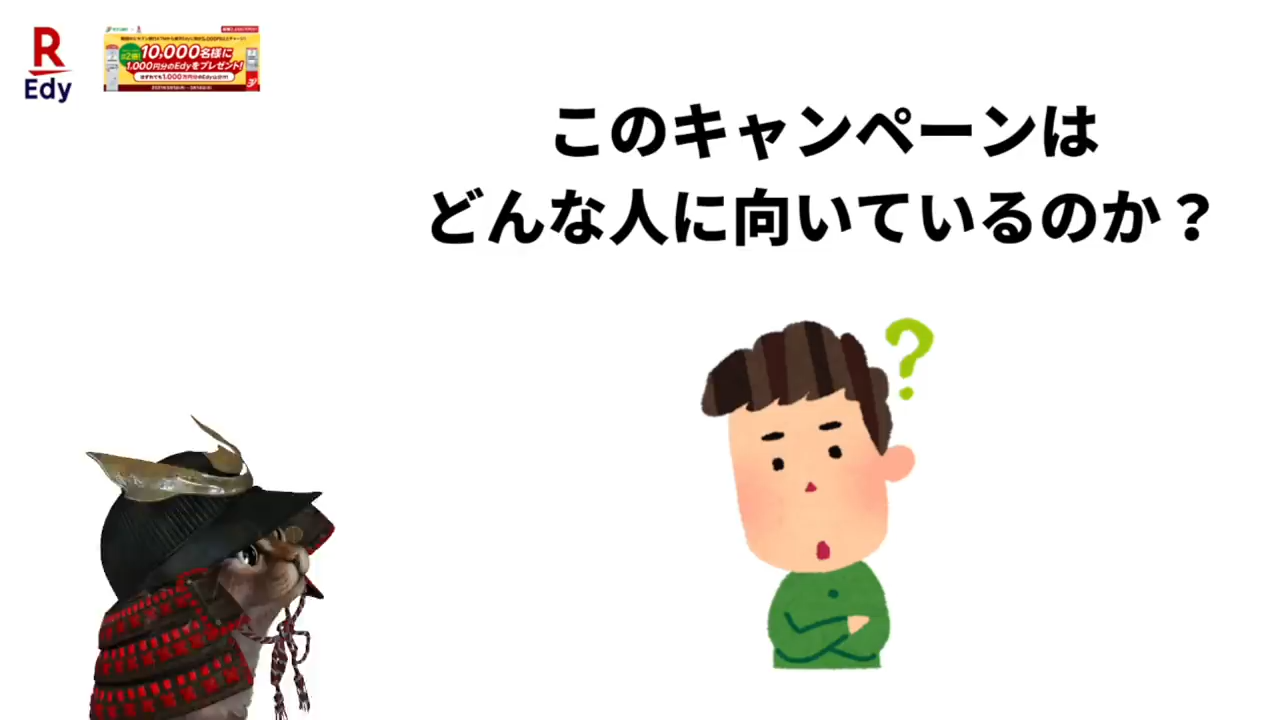 R
Edy
10,000名様に
1,000円分のEdyをプレゼント!
このキャンペーンは
どんな人に向いているのか？
?